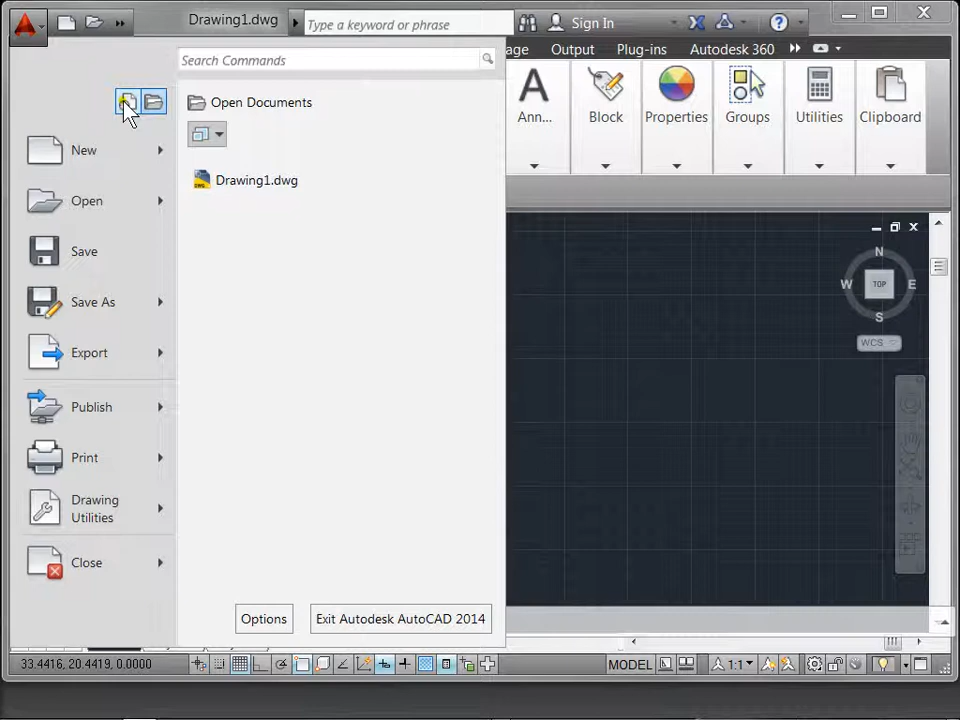 Drawing1.dwg
Type a keyword or phrase
Sign In
Search Commands
age
Output
Plug-ins
Autodesk 360
Open Documents
Ann...
Block
Properties
Groups
Utilities
Clipboard
New
Drawing1.dwg
Open
Save
Save As
Export
Publish
Print
Drawing
Utilities
Close
N
W
TOP
E
S
WCS
Options
Exit Autodesk AutoCAD 2014
33.4416, 20.4419, 0.0000
MODEL
1:1